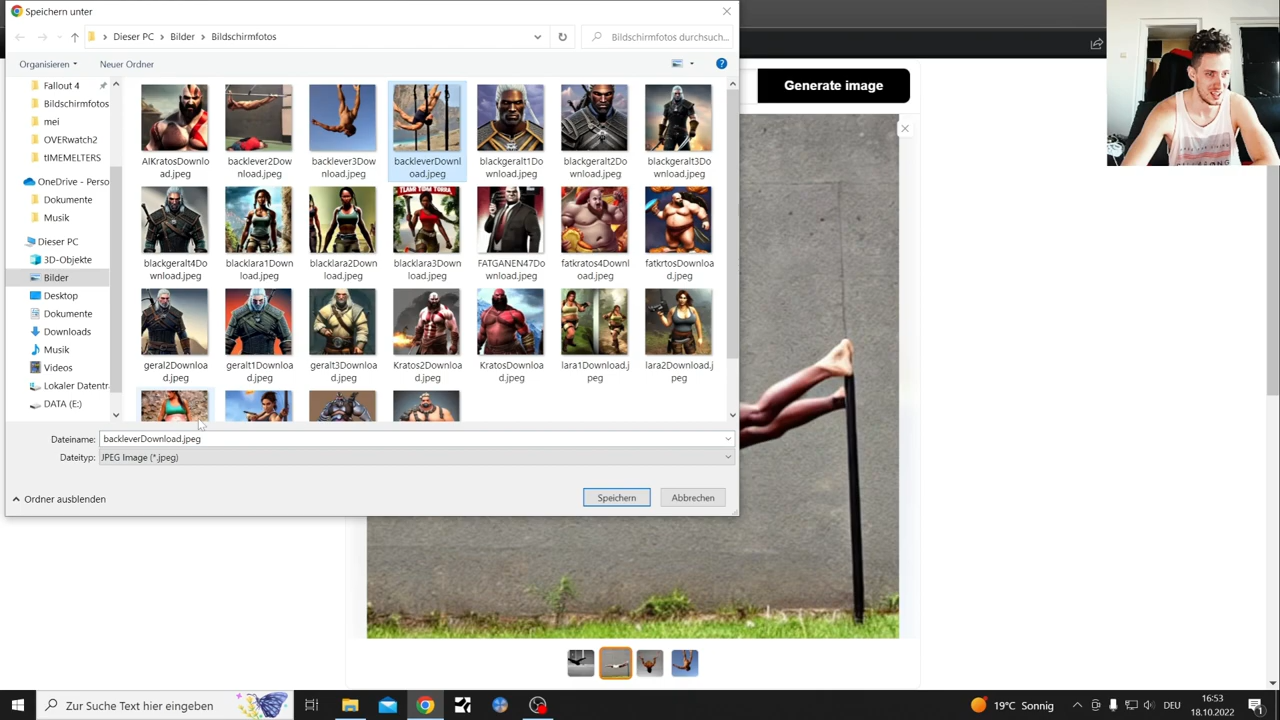 Speichern unter
Dieser PC
Bilder
Bildschirmfotos
Bildschirmfotos durchsuch...
Organisieren
Neuer Ordner
Generate image
Fallout 4
Bildschirmfotos
mei
OVERwatch2
tIMEMELTERS
OneDrive - Perso
Dokumente
Musik
Dieser PC
3D-Objekte
Bilder
Desktop
Dokumente
Downloads
Musik
Videos
Lokaler Datentr
DATA (E:)
AIKratosDownlo
ad.jpeg
backlever2Dow
nload.jpeg
backlever3Dow
nload.jpeg
backleverDownl
oad.jpeg
blackgeralt1Do
wnload.jpeg
blackgeralt2Do
wnload.jpeg
blackgeralt3Do
wnload.jpeg
blackgeralt4Do
wnload.jpeg
blacklara1Down
load.jpeg
blacklara2Down
load.jpeg
blacklara3Down
load.jpeg
FATGANEN47Do
wnload.jpeg
fatkratos4Downl
oad.jpeg
fatkrtosDownloa
d.jpeg
geral2Downloa
d.jpeg
geralt1Downloa
d.jpeg
geralt3Downloa
d.jpeg
Kratos2Downloa
d.jpeg
KratosDownloa
d.jpeg
lara1Download.j
peg
lara2Download.j
peg
Dateiname:
backleverDownload.jpeg
Dateityp:
JPEG Image (*.jpeg)
Ordner ausblenden
Speichern
Abbrechen
Zur Suche Text hier eingeben
19°C Sonnig
DEU
16:53
18.10.2022